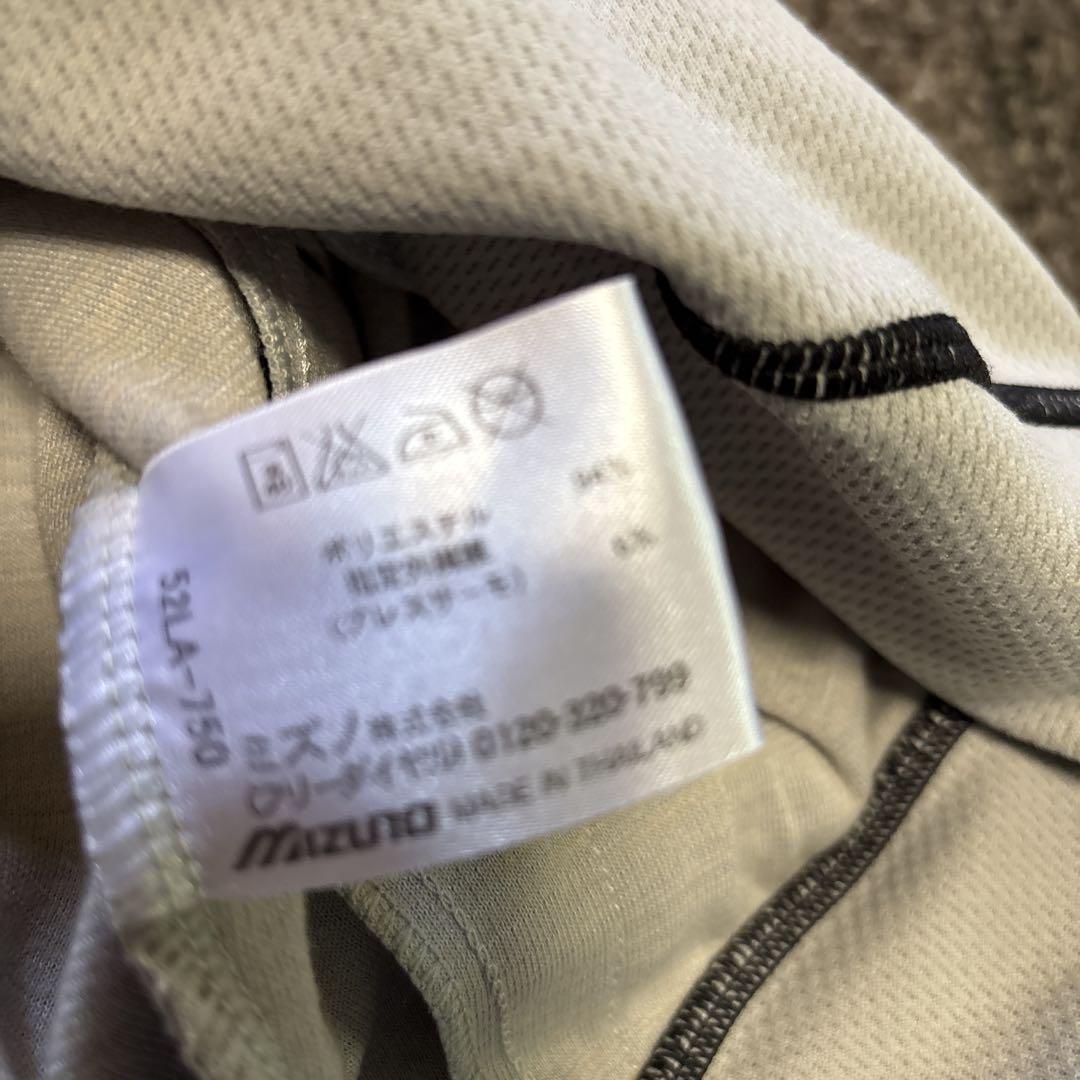 ポリエステル 94%
指定外繊維 6%
(ブレスサーモ)
ミズノ株式会社
フリーダイヤル 0120-320-799
MIZUNO MADE IN THAILAND
52LA-750